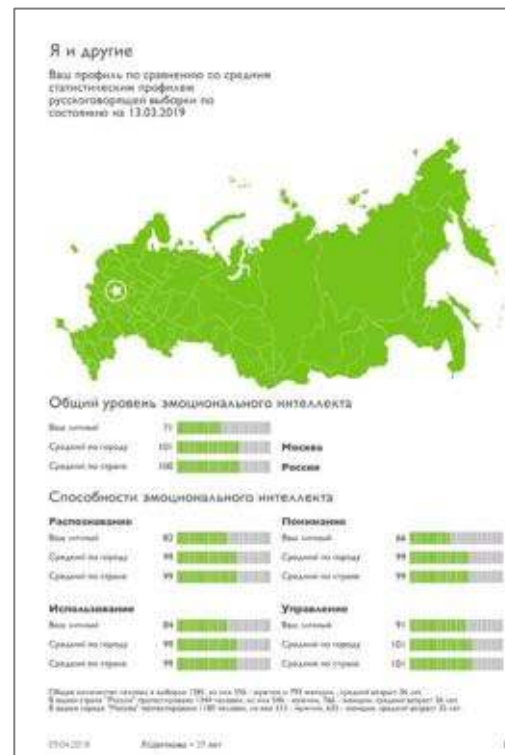 Я и другие
Ваш профиль по сравнению со средним
статистическим профилем
русскоговорящей выборки по
состоянию на 13.03.2019
Общий уровень эмоционального интеллекта
Ваш личный 71
Средний по городу 101 Москва
Средний по стране 100 Россия
Способности эмоционального интеллекта
Распознавание Понимание
Ваш личный 82 Ваш личный 66
Средний по городу 99 Средний по городу 99
Средний по стране 99 Средний по стране 99
Использование Управление
Ваш личный 84 Ваш личный 91
Средний по городу 99 Средний по городу 101
Средний по стране 99 Средний по стране 101